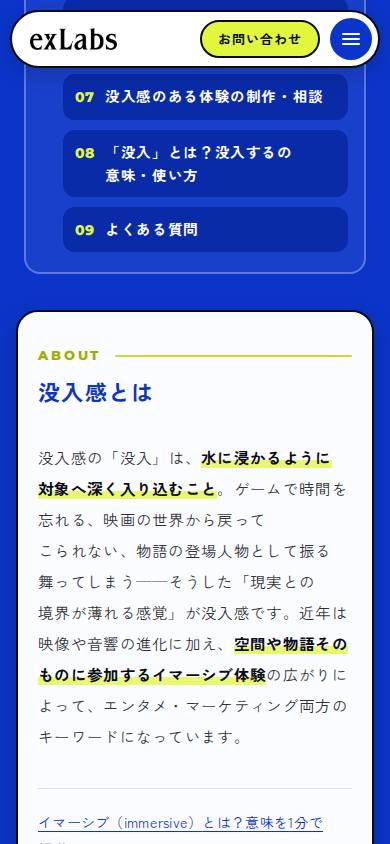 exLabs
お問い合わせ
07 没入感のある体験の制作・相談
08 「没入」とは？没入するの
意味・使い方
09 よくある質問
ABOUT
没入感とは
没入感の「没入」は、水に浸かるように
対象へ深く入り込むこと。ゲームで時間を
忘れる、映画の世界から戻って
こられない、物語の登場人物として振る
舞ってしまう──そうした「現実との
境界が薄れる感覚」が没入感です。近年は
映像や音響の進化に加え、空間や物語その
ものに参加するイマーシブ体験の広がりに
よって、エンタメ・マーケティング両方の
キーワードになっています。
イマーシブ（immersive）とは？意味を1分で